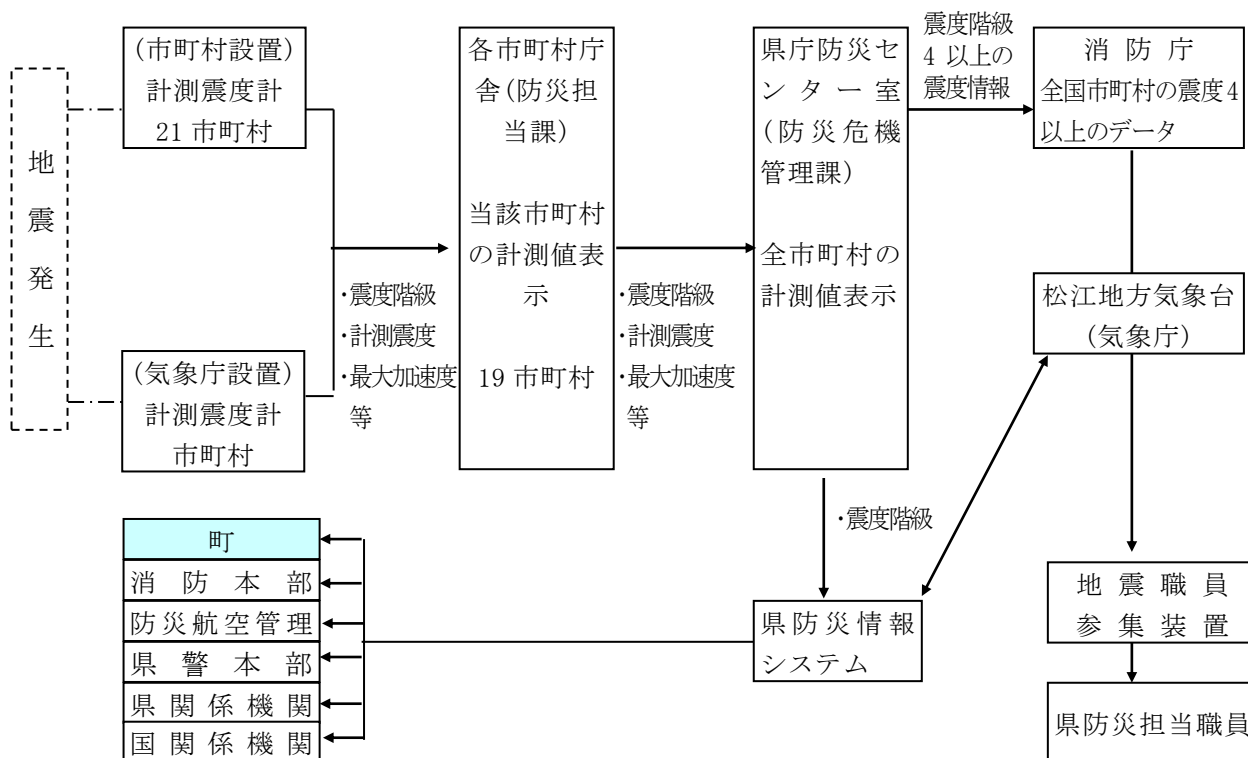 地震発生
(市町村設置)
計測震度計
21 市町村
(気象庁設置)
計測震度計
市町村
・震度階級
・計測震度
・最大加速度
等
各市町村庁
舎(防災担
当課)
当該市町村
の計測値表
示
19 市町村
・震度階級
・計測震度
・最大加速度
等
県庁防災セ
ンター室
(防災危機
管理課)
全市町村の
計測値表示
震度階級
4 以上の
震度情報
消防庁
全国市町村の震度4
以上のデータ
松江地方気象台
(気象庁)
・震度階級
県防災情報
システム
地震職員
参集装置
県防災担当職員
町
消防本部
防災航空管理
県警本部
県関係機関
国関係機関